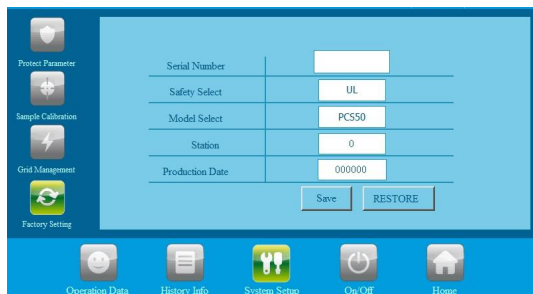 Protect Parameter
Sample Calibration
Grid Management
Factory Setting
Serial Number
Safety Select UL
Model Select PCS50
Station 0
Production Date 000000
Save RESTORE
Operation Data History Info System Setup On/Off Home